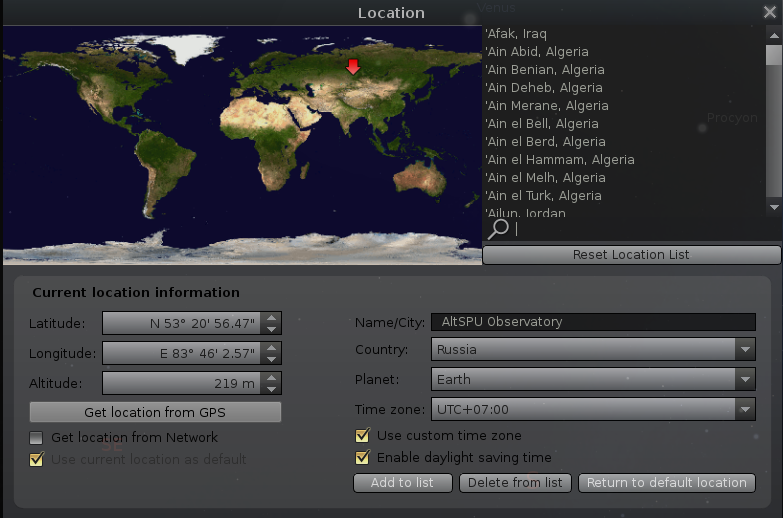 Location
Venus
Procyon
'Afak, Iraq
'Ain Abid, Algeria
'Ain Benian, Algeria
'Ain Deheb, Algeria
'Ain Merane, Algeria
'Ain el Bell, Algeria
'Ain el Berd, Algeria
'Ain el Hammam, Algeria
'Ain el Melh, Algeria
'Ain el Turk, Algeria
'Ajlun, Jordan
Reset Location List
Current location information
Latitude: N 53° 20' 56.47"
Longitude: E 83° 46' 2.57"
Altitude: 219 m
Get location from GPS
Get location from Network
SE
Use current location as default
Name/City: AltSPU Observatory
Country: Russia
Planet: Earth
Time zone: UTC+07:00
Use custom time zone
Enable daylight saving time
Add to list Delete from list Return to default location